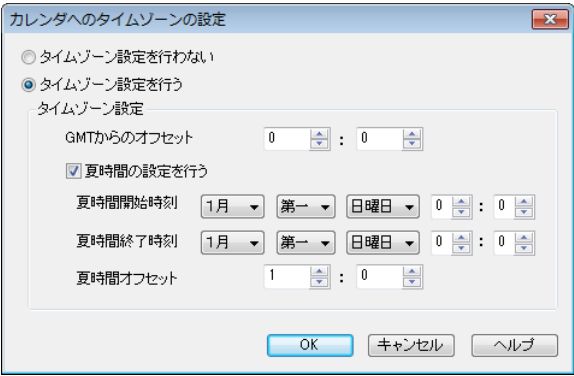 カレンダへのタイムゾーンの設定
タイムゾーン設定を行わない
タイムゾーン設定を行う
タイムゾーン設定
GMTからのオフセット 0 : 0
夏時間の設定を行う
夏時間開始時刻 1月 第一 日曜日 0 : 0
夏時間終了時刻 1月 第一 日曜日 0 : 0
夏時間オフセット 1 : 0
OK キャンセル ヘルプ